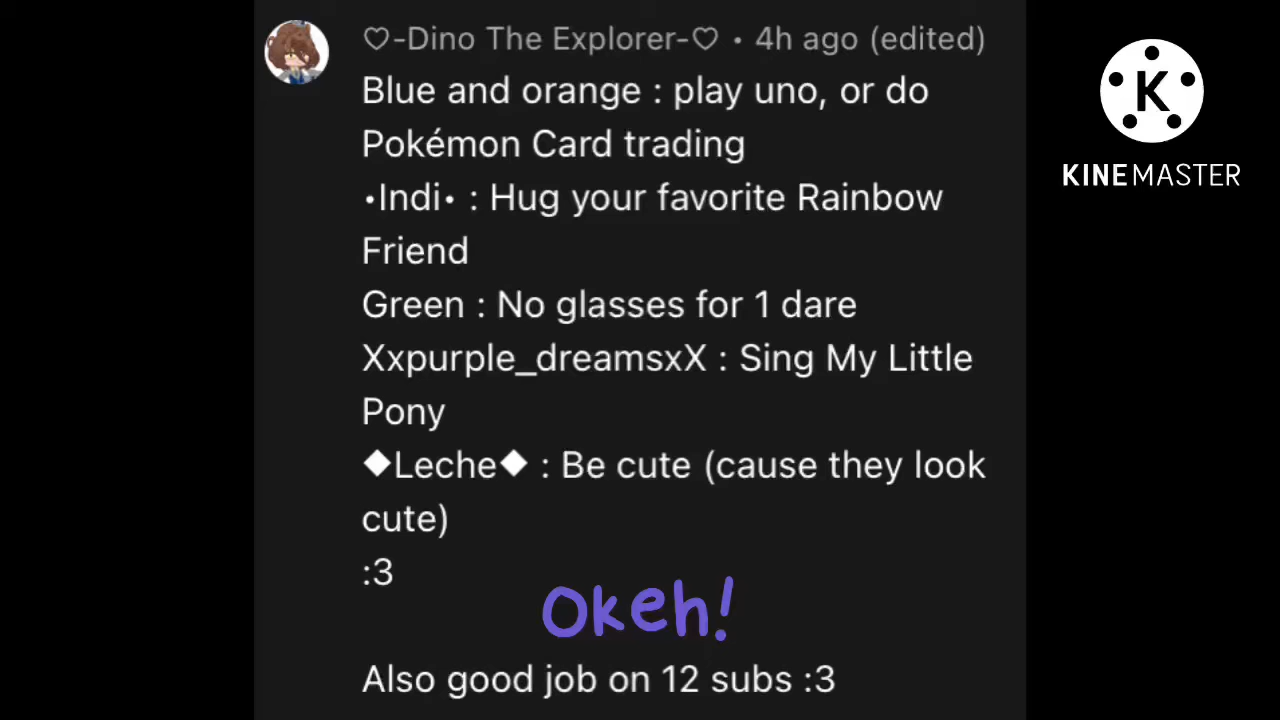 ♡-Dino The Explorer-♡ • 4h ago (edited)
Blue and orange : play uno, or do
Pokémon Card trading
•Indi• : Hug your favorite Rainbow
Friend
Green : No glasses for 1 dare
Xxpurple_dreamsxX : Sing My Little
Pony
◆Leche◆ : Be cute (cause they look
cute)
:3
Okeh!
Also good job on 12 subs :3
K
KINEMASTER